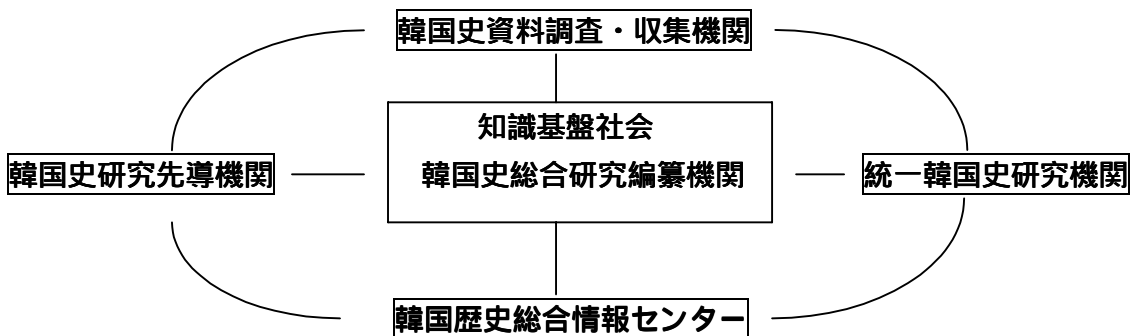 韓国史資料調査・収集機関
知識基盤社会
韓国史総合研究編纂機関
韓国史研究先導機関
統一韓国史研究機関
韓国歴史総合情報センター